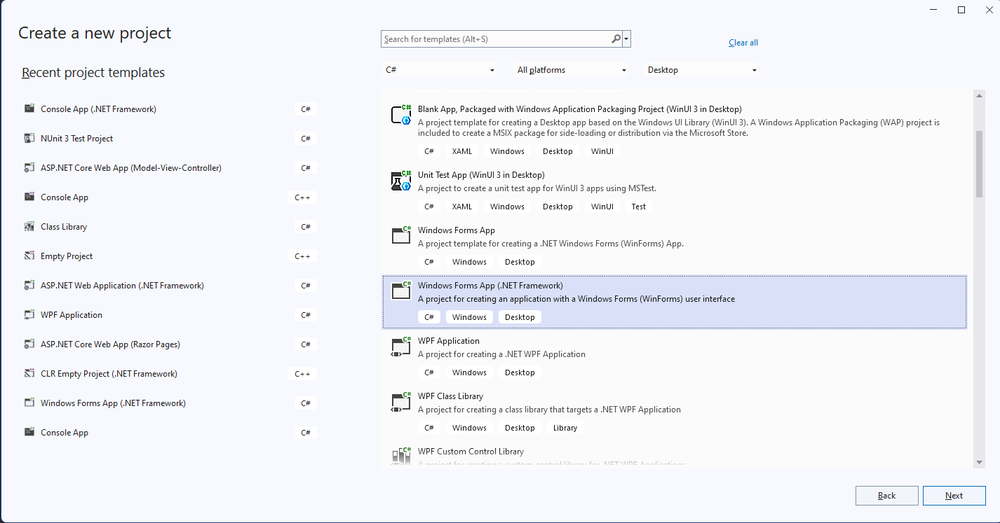 Create a new project
Search for templates (Alt+S)
Clear all
Recent project templates
C#
All platforms
Desktop
Console App (.NET Framework)
C#
NUnit 3 Test Project
C#
ASP.NET Core Web App (Model-View-Controller)
C#
Console App
C++
Class Library
C#
Empty Project
C++
ASP.NET Web Application (.NET Framework)
C#
WPF Application
C#
ASP.NET Core Web App (Razor Pages)
C#
CLR Empty Project (.NET Framework)
C++
Windows Forms App (.NET Framework)
C#
Console App
C#
Blank App, Packaged with Windows Application Packaging Project (WinUI 3 in Desktop)
A project template for creating a Desktop app based on the Windows UI Library (WinUI 3). A Windows Application Packaging (WAP) project is
included to create a MSIX package for side-loading or distribution via the Microsoft Store.
C# XAML Windows Desktop WinUI
Unit Test App (WinUI 3 in Desktop)
A project to create a unit test app for WinUI 3 apps using MSTest.
C# XAML Windows Desktop WinUI Test
Windows Forms App
A project template for creating a .NET Windows Forms (WinForms) App.
C# Windows Desktop
Windows Forms App (.NET Framework)
A project for creating an application with a Windows Forms (WinForms) user interface
C# Windows Desktop
WPF Application
A project for creating a .NET WPF Application
C# Windows Desktop
WPF Class Library
A project for creating a class library that targets a .NET WPF Application
C# Windows Desktop Library
WPF Custom Control Library
A project for creating a custom control library for .NET WPF Applications
Back
Next